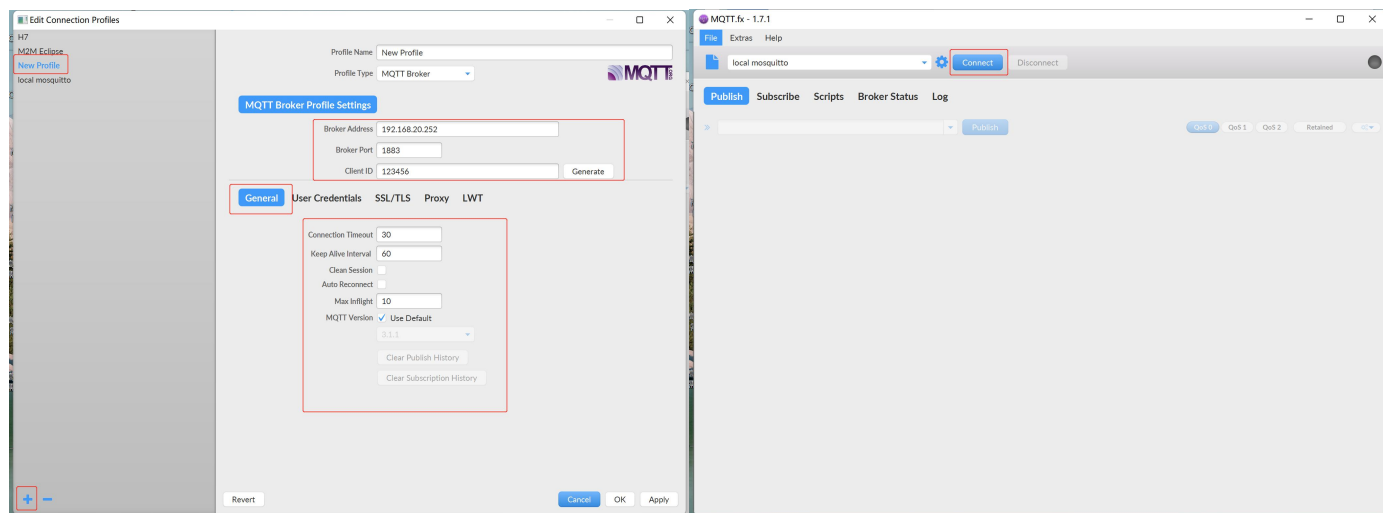 Edit Connection Profiles
H7
M2M Eclipse
New Profile
local mosquitto
Profile Name New Profile
Profile Type MQTT Broker
MQTT
MQTT Broker Profile Settings
Broker Address 192.168.20.252
Broker Port 1883
Client ID 123456 Generate
General User Credentials SSL/TLS Proxy LWT
Connection Timeout 30
Keep Alive Interval 60
Clean Session
Auto Reconnect
Max Inflight 10
MQTT Version Use Default
3.1.1
Clear Publish History
Clear Subscription History
Revert Cancel OK Apply
MQTT.fx - 1.7.1
File Extras Help
local mosquitto Connect Disconnect
Publish Subscribe Scripts Broker Status Log
Publish QoS 0 QoS 1 QoS 2 Retained